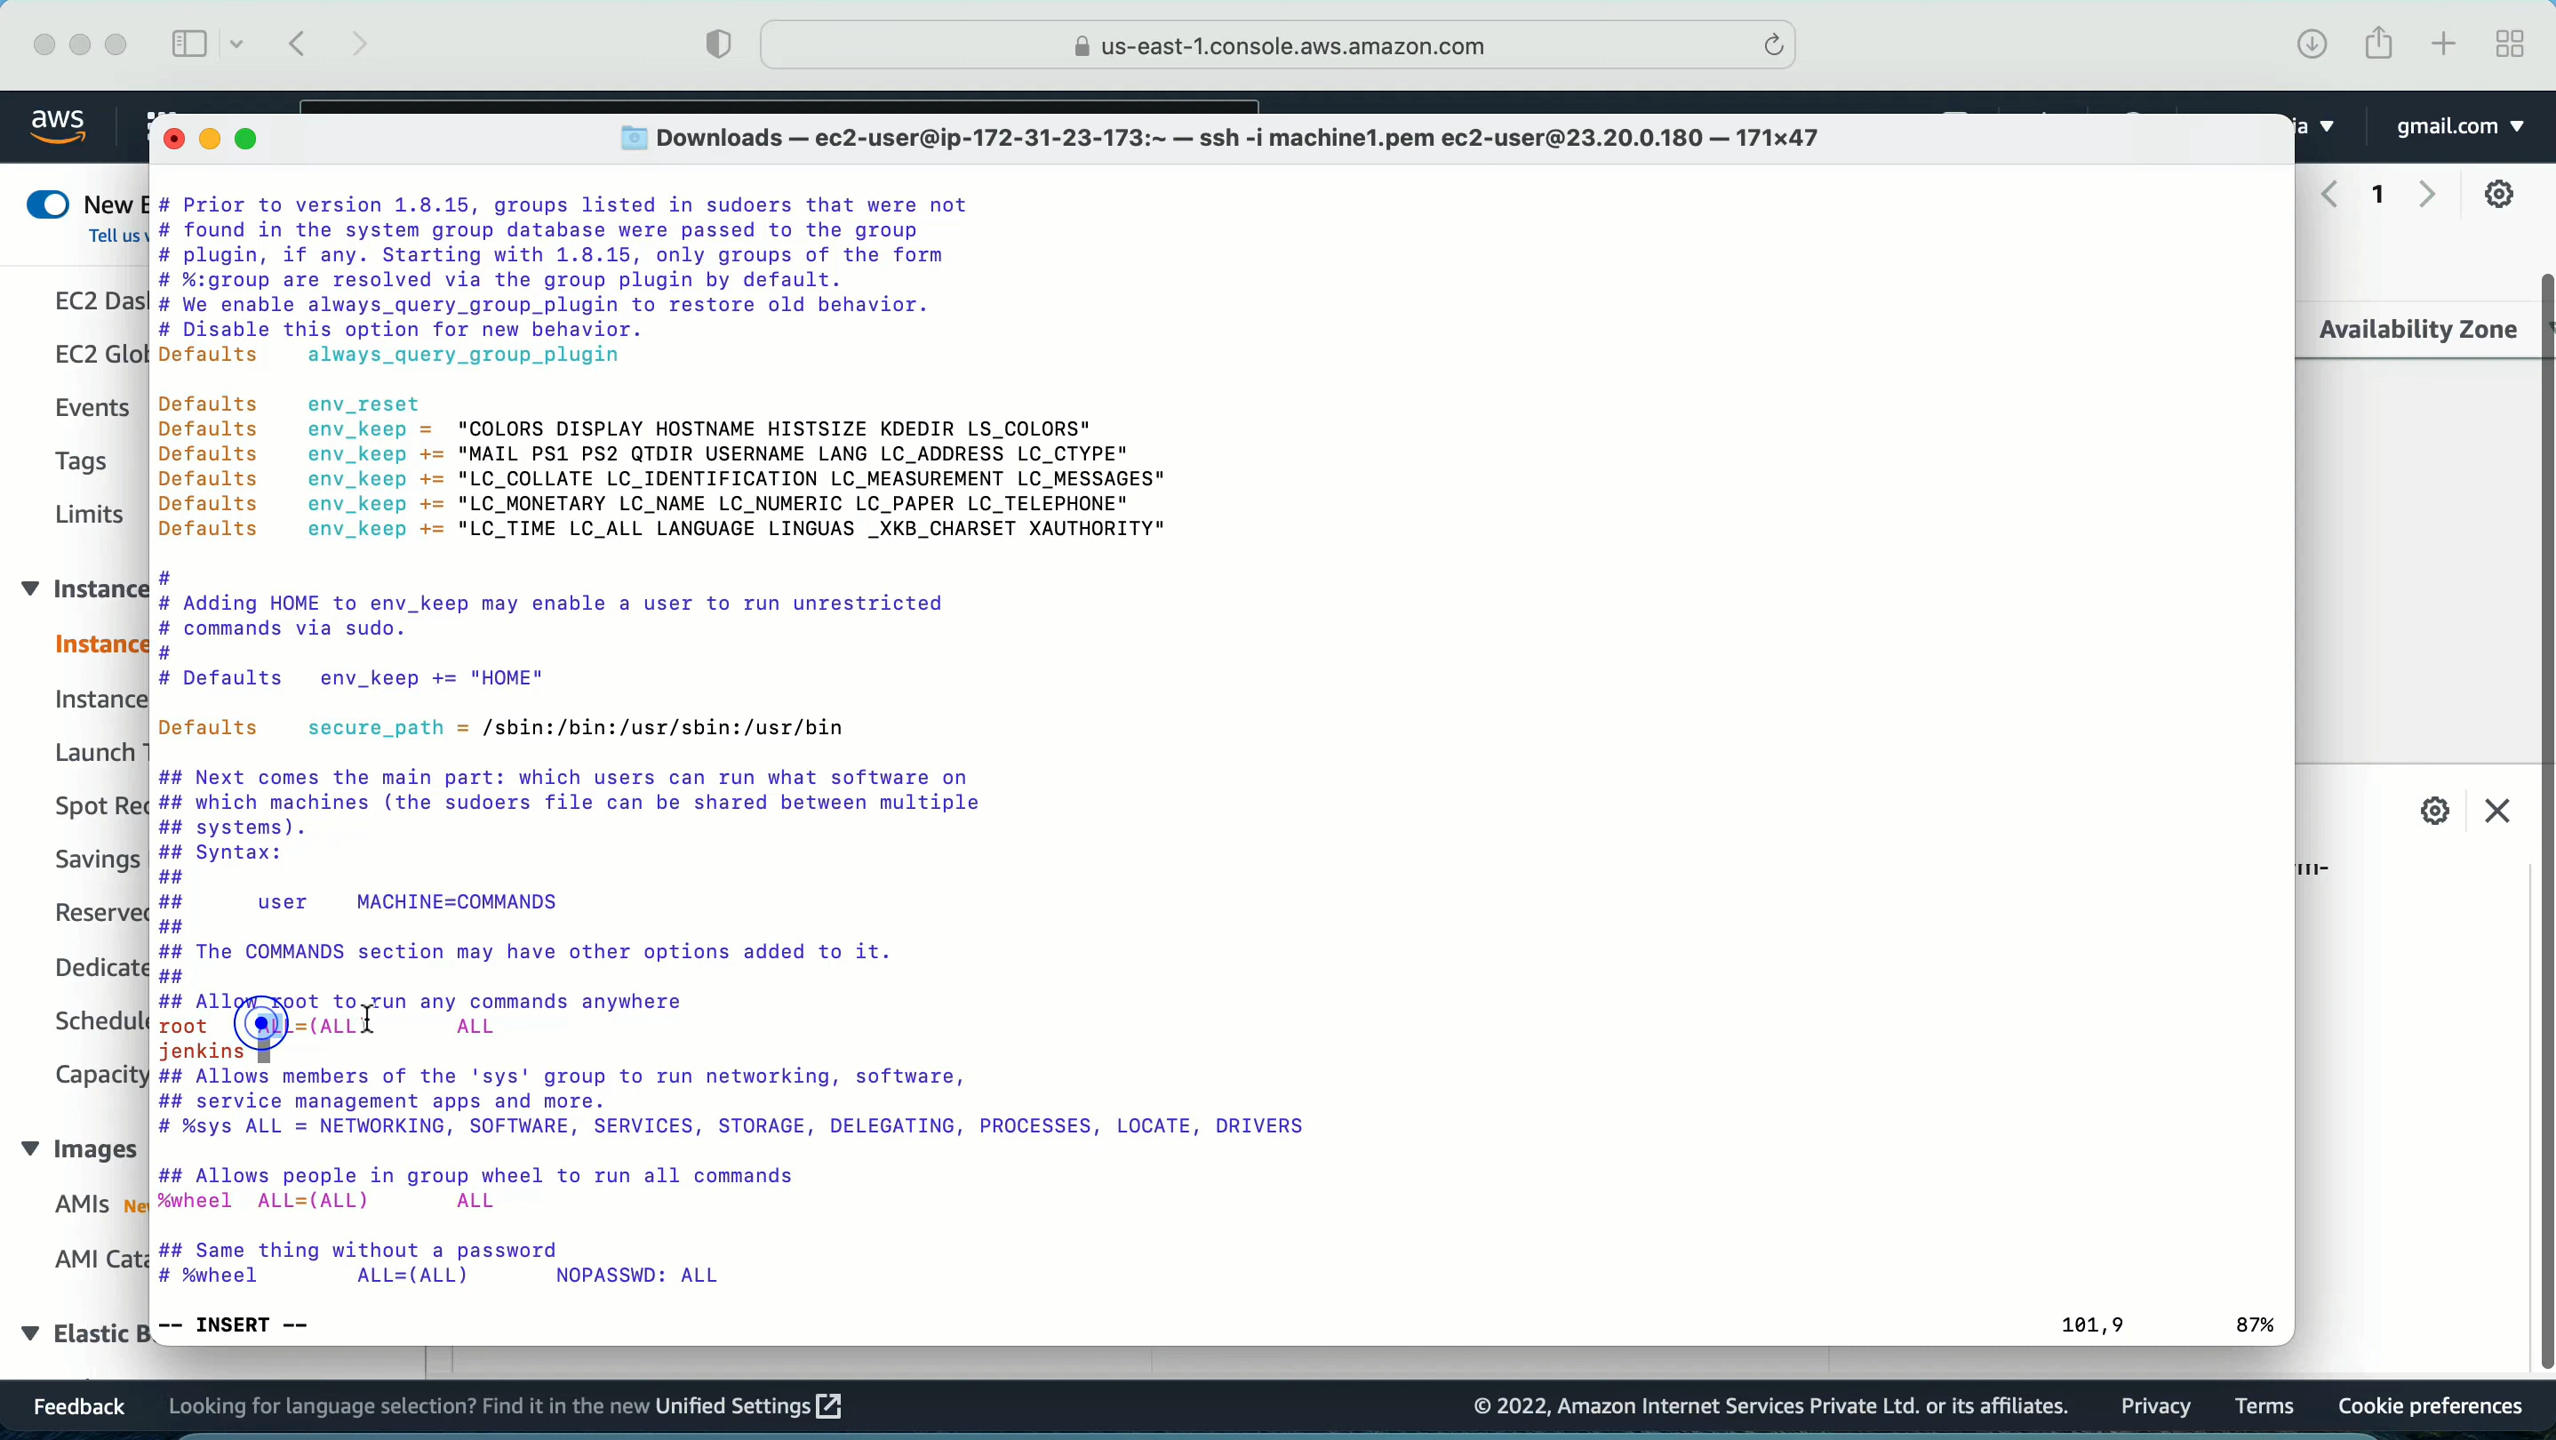 us-east-1.console.aws.amazon.com
aws
gmail.com
Downloads — ec2-user@ip-172-31-23-173:~ — ssh -i machine1.pem ec2-user@23.20.0.180 — 171×47
New
Tell us
EC2
EC2
Events
Tags
Limits
Launch
Spot
Savings
Images
AMIs
AMI
Elastic
# Prior to version 1.8.15, groups listed in sudoers that were not
# found in the system group database were passed to the group
# plugin, if any. Starting with 1.8.15, only groups of the form
# %:group are resolved via the group plugin by default.
# We enable always_query_group_plugin to restore old behavior.
# Disable this option for new behavior.
Defaults    always_query_group_plugin
Defaults    env_reset
Defaults    env_keep =  "COLORS DISPLAY HOSTNAME HISTSIZE KDEDIR LS_COLORS"
Defaults    env_keep += "MAIL PS1 PS2 QTDIR USERNAME LANG LC_ADDRESS LC_CTYPE"
Defaults    env_keep += "LC_COLLATE LC_IDENTIFICATION LC_MEASUREMENT LC_MESSAGES"
Defaults    env_keep += "LC_MONETARY LC_NAME LC_NUMERIC LC_PAPER LC_TELEPHONE"
Defaults    env_keep += "LC_TIME LC_ALL LANGUAGE LINGUAS _XKB_CHARSET XAUTHORITY"
#
# Adding HOME to env_keep may enable a user to run unrestricted
# commands via sudo.
#
# Defaults   env_keep += "HOME"
Defaults    secure_path = /sbin:/bin:/usr/sbin:/usr/bin
## Next comes the main part: which users can run what software on
## which machines (the sudoers file can be shared between multiple
## systems).
## Syntax:
##
##      user    MACHINE=COMMANDS
##
## The COMMANDS section may have other options added to it.
##
## Allow root to run any commands anywhere
root    ALL=(ALL)       ALL
jenkins
## Allows members of the 'sys' group to run networking, software,
## service management apps and more.
# %sys ALL = NETWORKING, SOFTWARE, SERVICES, STORAGE, DELEGATING, PROCESSES, LOCATE, DRIVERS
## Allows people in group wheel to run all commands
%wheel  ALL=(ALL)       ALL
## Same thing without a password
# %wheel        ALL=(ALL)       NOPASSWD: ALL
-- INSERT --
101,9
87%
1
Availability Zone
Feedback
Looking for language selection? Find it in the new Unified Settings
© 2022, Amazon Internet Services Private Ltd. or its affiliates.
Privacy
Terms
Cookie preferences